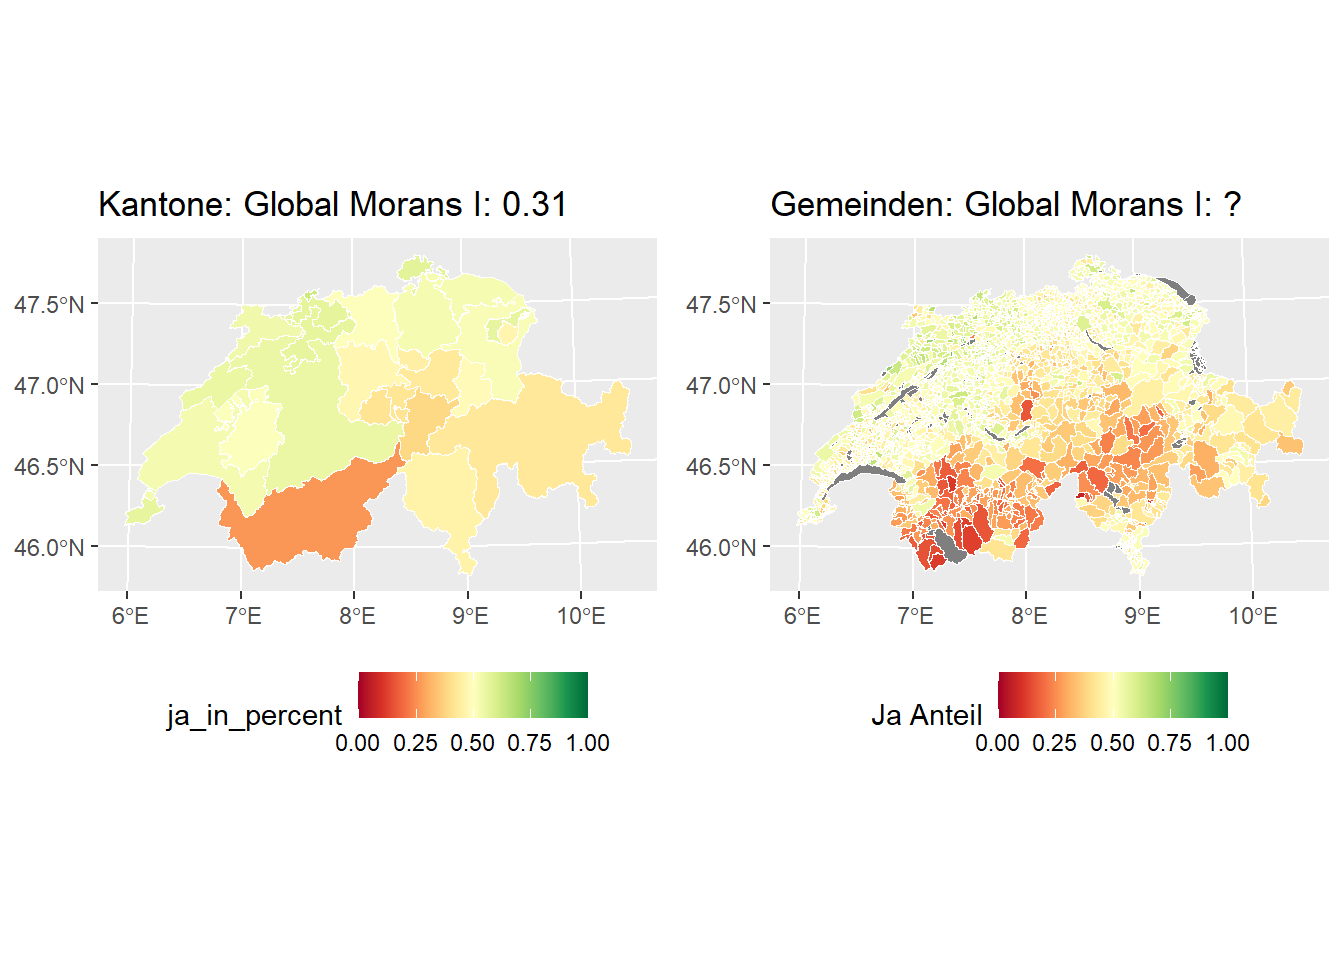 Kantone: Global Morans I: 0.31
47.5°N
47.0°N
46.5°N
46.0°N
6°E 7°E 8°E 9°E 10°E
ja_in_percent
0.00 0.25 0.50 0.75 1.00
Gemeinden: Global Morans I: ?
47.5°N
47.0°N
46.5°N
46.0°N
6°E 7°E 8°E 9°E 10°E
Ja Anteil
0.00 0.25 0.50 0.75 1.00